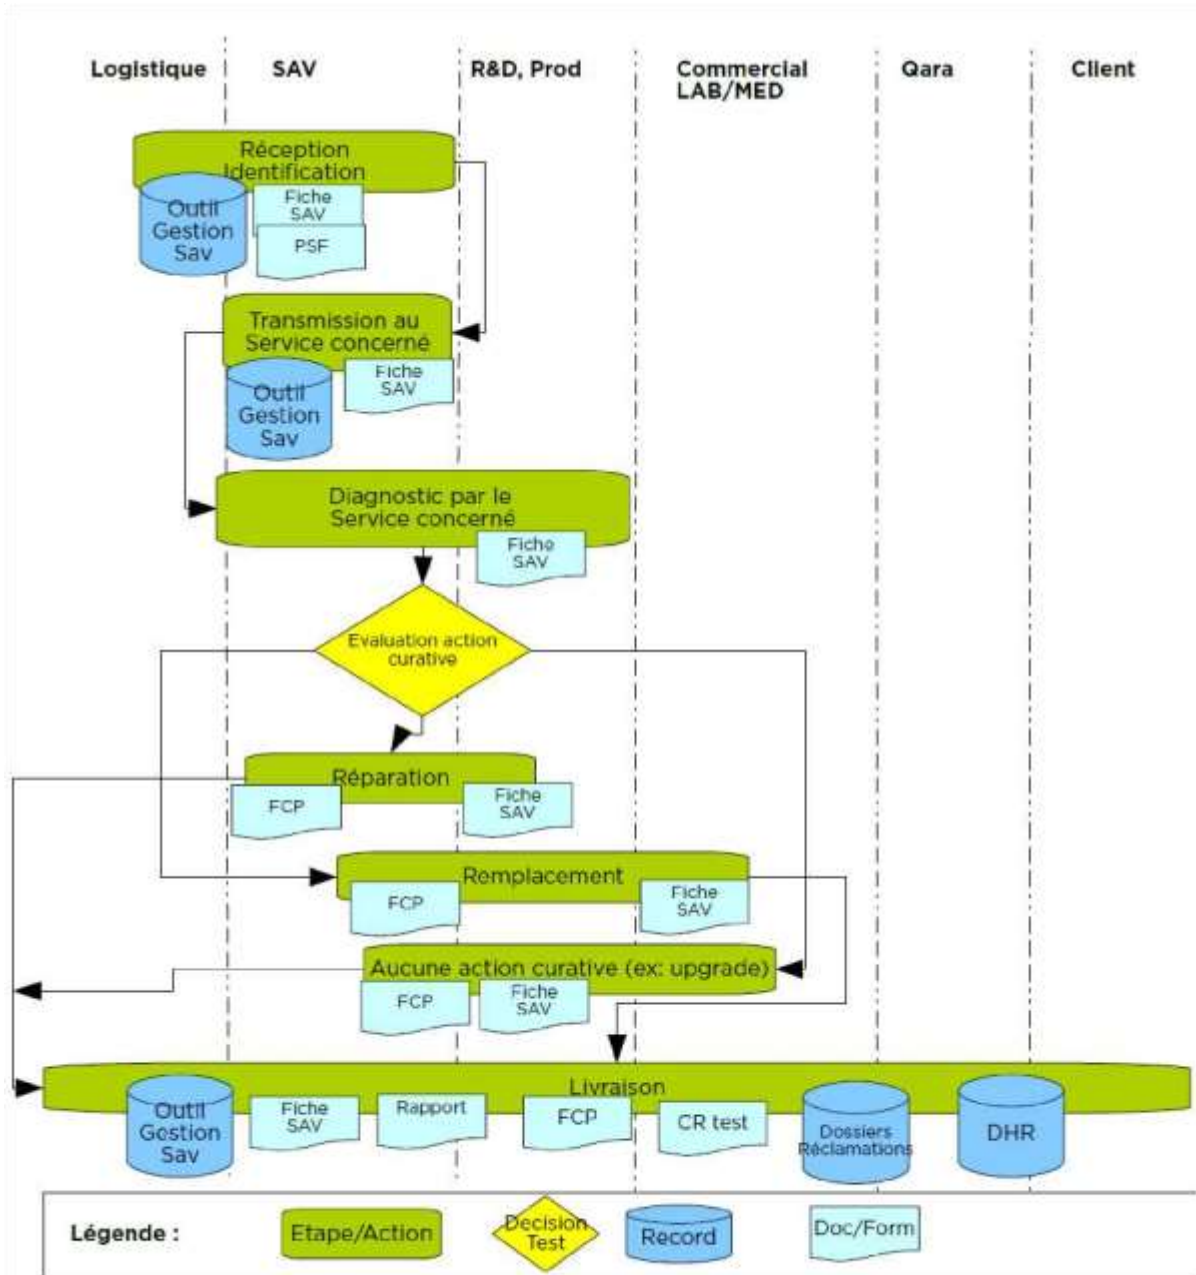 Logistique
SAV
R&D, Prod
Commercial
LAB/MED
Qara
Client
Réception
Identification
Outil
Gestion
Sav
Fiche
SAV
PSF
Transmission au
Service concerné
Outil
Gestion
Sav
Fiche
SAV
Diagnostic par le
Service concerné
Fiche
SAV
Evaluation action
curative
Réparation
FCP
Fiche
SAV
Remplacement
FCP
Fiche
SAV
Aucune action curative (ex: upgrade)
FCP
Fiche
SAV
Livraison
Outil
Gestion
Sav
Fiche
SAV
Rapport
FCP
CR test
Dossiers
Réclamations
DHR
Légende :
Etape/Action
Decision
Test
Record
Doc/Form